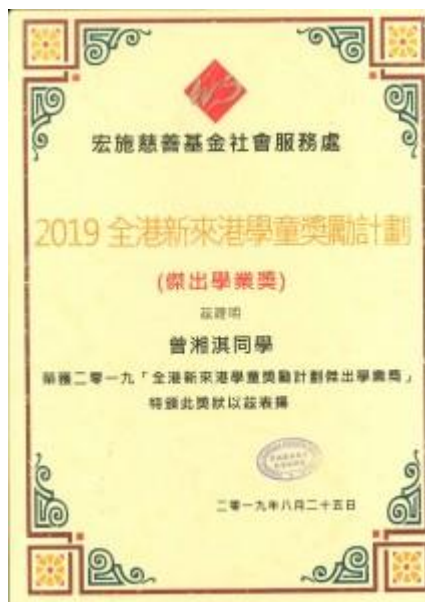 宏施慈善基金社會服務處
2019 全港新來港學童獎勵計劃
(傑出學業獎)
茲證明
曾湘淇同學
榮獲二零一九「全港新來港學童獎勵計劃傑出學業獎」
特頒此獎狀以茲表揚
二零一九年八月二十五日